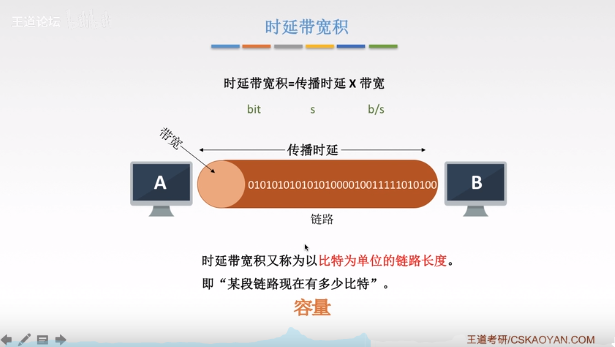 王道论坛
时延带宽积
时延带宽积=传播时延 X 带宽
bit s b/s
带宽
传播时延
A
0101010101010100001001111101010​0
B
链路
时延带宽积又称为以比特为单位的链路长度。
即“某段链路现在有多少比特”。
容量
王道考研/CSKAOYAN.COM